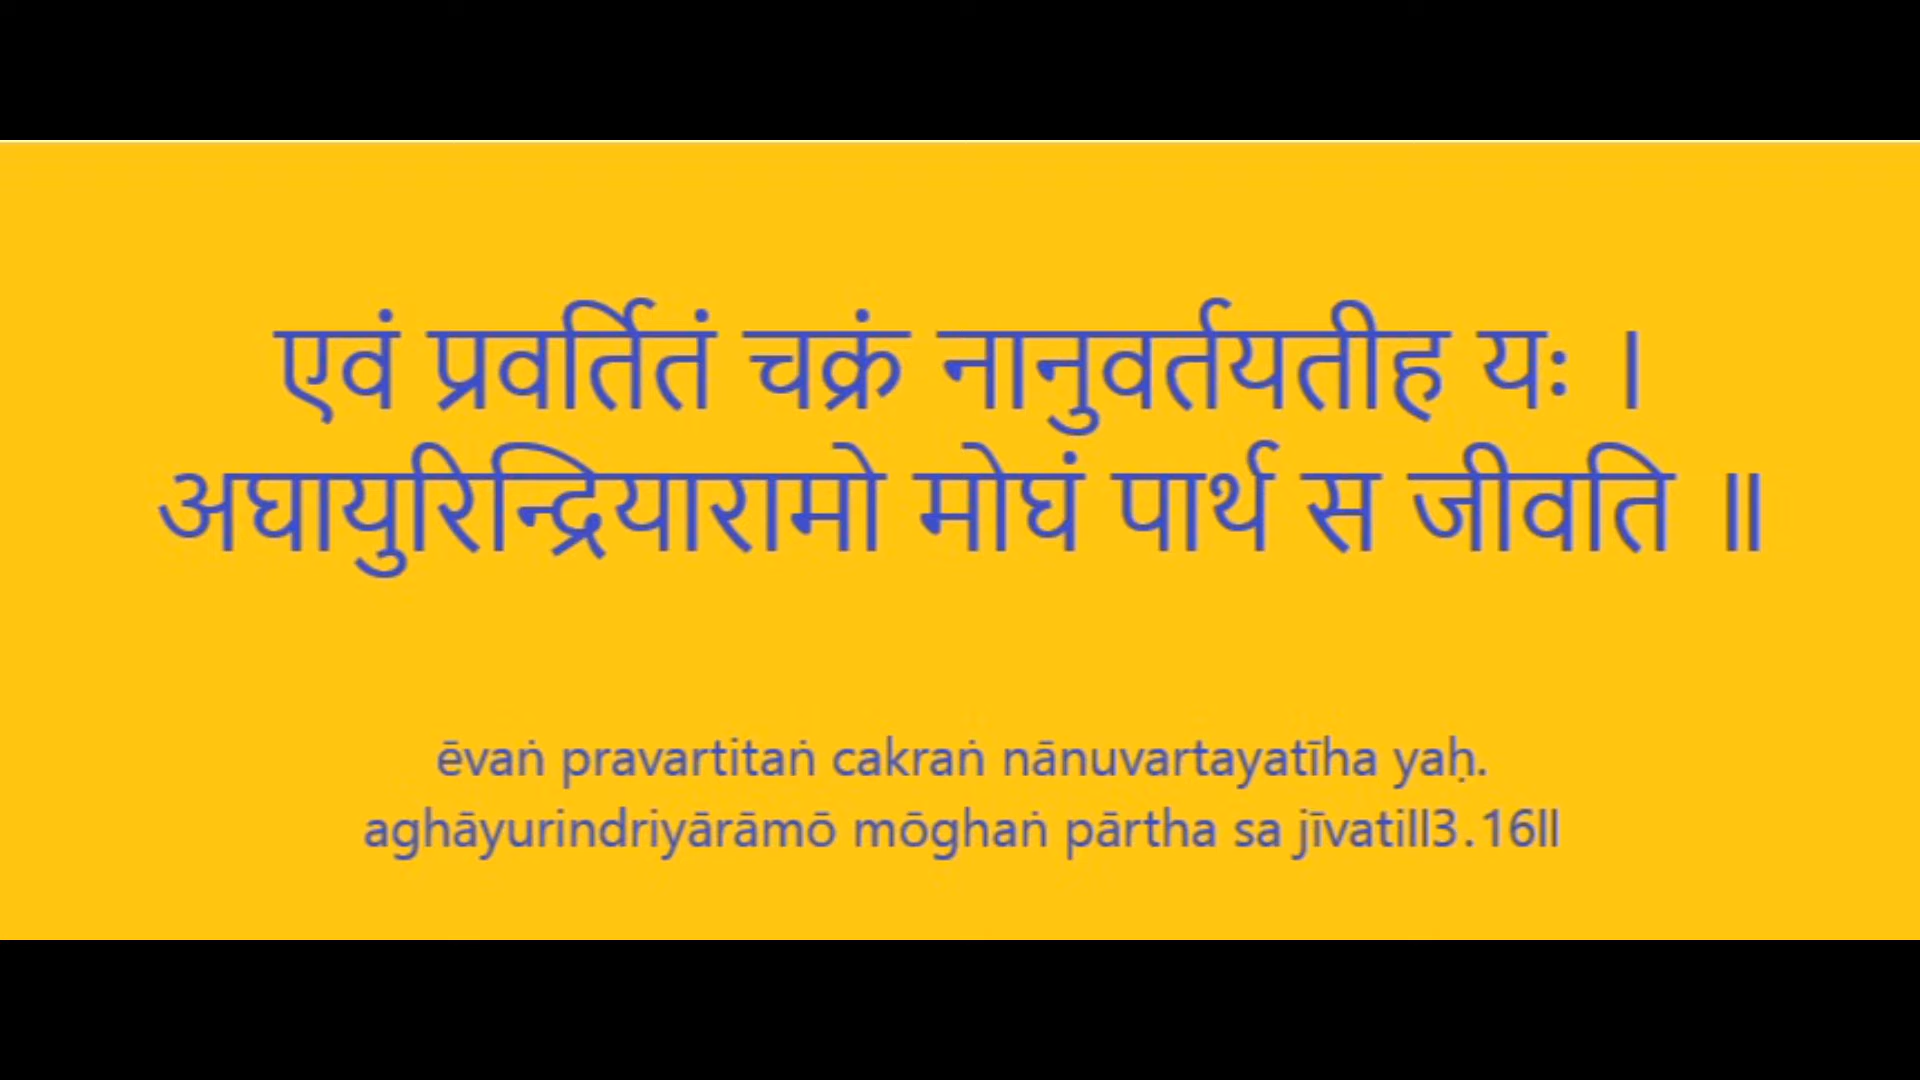 एवं प्रवर्तितं चक्रं नानुवर्तयतीह यः ।
अघायुरिन्द्रियारामो मोघं पार्थ स जीवति ॥
ēvaṅ pravartitaṅ cakraṅ nānuvartayatīha yaḥ.
aghāyurindriyārāmō mōghaṅ pārtha sa jīvatill3.16ll